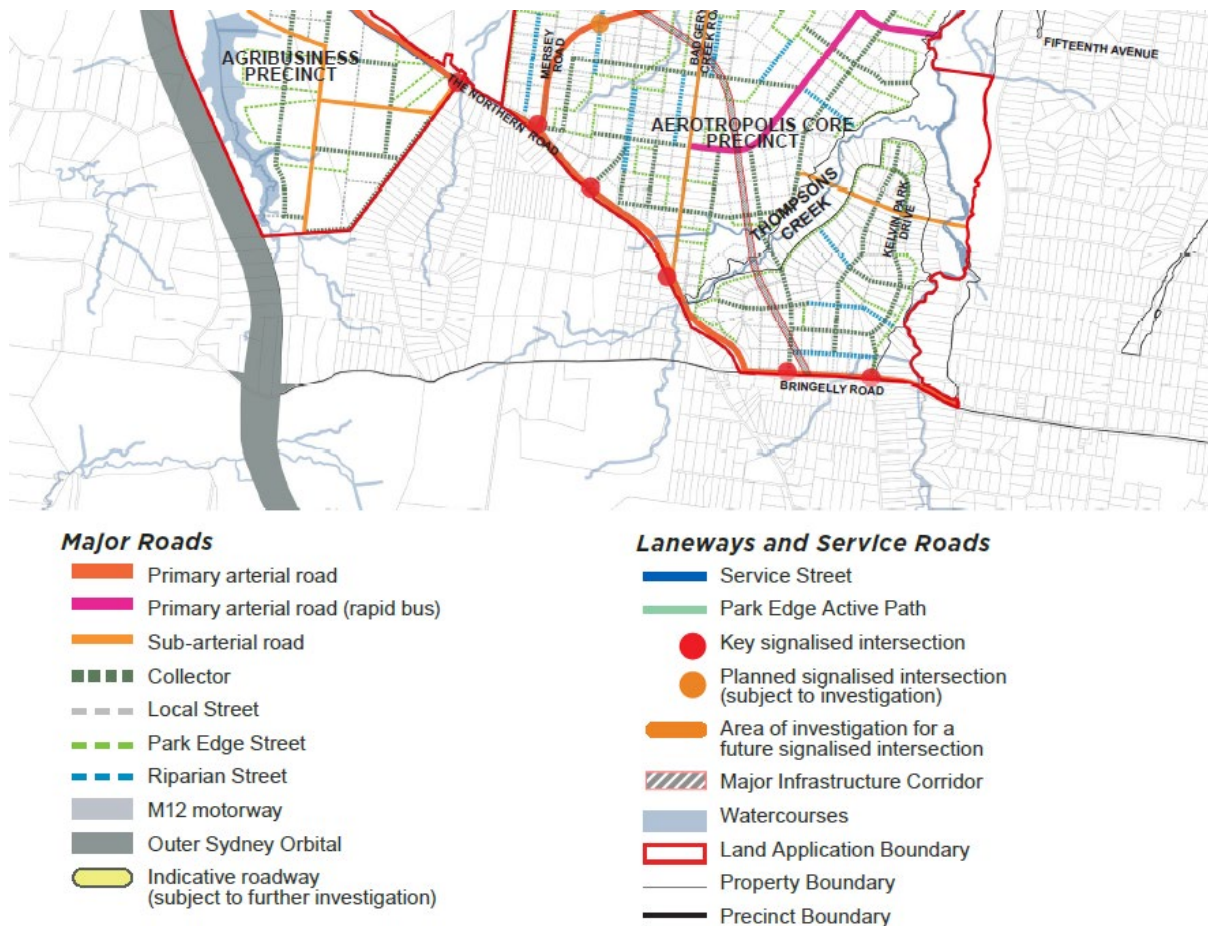 AGRIBUSINESS
PRECINCT
MERSEY
ROAD
BADGERYS
CREEK ROAD
FIFTEENTH AVENUE
THE NORTHERN ROAD
AEROTROPOLIS CORE
PRECINCT
THOMPSONS
CREEK
KELVIN PARK
DRIVE
BRINGELLY ROAD
Major Roads
Primary arterial road
Primary arterial road (rapid bus)
Sub-arterial road
Collector
Local Street
Park Edge Street
Riparian Street
M12 motorway
Outer Sydney Orbital
Indicative roadway
(subject to further investigation)
Laneways and Service Roads
Service Street
Park Edge Active Path
Key signalised intersection
Planned signalised intersection
(subject to investigation)
Area of investigation for a
future signalised intersection
Major Infrastructure Corridor
Watercourses
Land Application Boundary
Property Boundary
Precinct Boundary